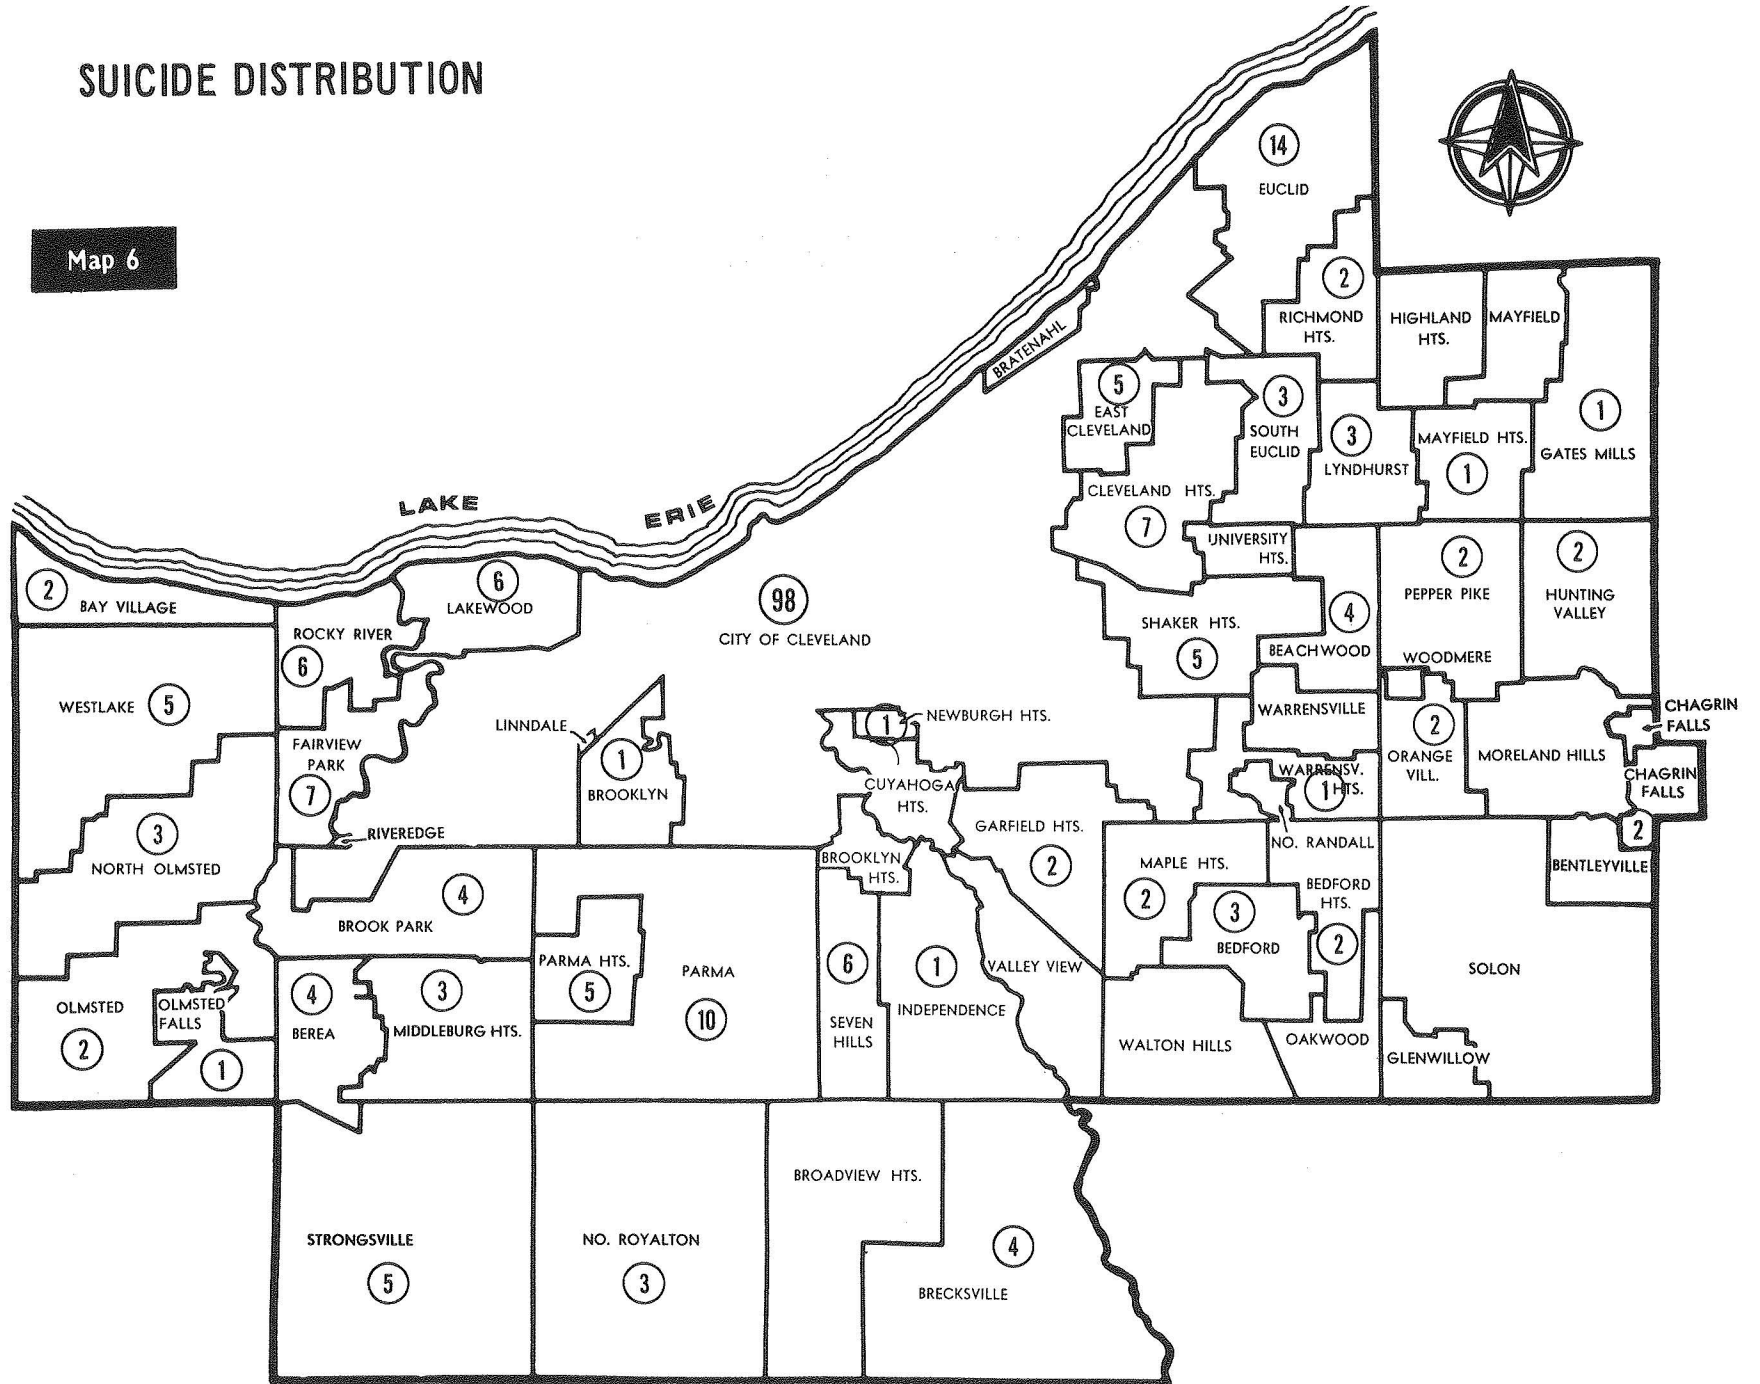 SUICIDE DISTRIBUTION
Map 6
14
EUCLID
2
RICHMOND
HTS.
HIGHLAND
HTS.
MAYFIELD
BRATENAHL
5
EAST
CLEVELAND
3
SOUTH
EUCLID
3
LYNDHURST
MAYFIELD HTS.
1
1
GATES MILLS
LAKE ERIE
CLEVELAND HTS.
7
UNIVERSITY
HTS.
2
PEPPER PIKE
2
HUNTING
VALLEY
2
BAY VILLAGE
6
LAKEWOOD
98
CITY OF CLEVELAND
ROCKY RIVER
6
SHAKER HTS.
5
4
BEACHWOOD
WOODMERE
WESTLAKE 5
LINNDALE
1
NEWBURGH HTS.
WARRENSVILLE
2
ORANGE
VILL.
MORELAND HILLS
CHAGRIN
FALLS
FAIRVIEW
PARK
7
1
BROOKLYN
CUYAHOGA
HTS.
WARRENSV.
HTS.
1
CHAGRIN
FALLS
3
NORTH OLMSTED
RIVEREDGE
GARFIELD HTS.
2
NO. RANDALL
2
BROOKLYN
HTS.
MAPLE HTS.
2
BEDFORD
HTS.
2
BENTLEYVILLE
4
BROOK PARK
3
BEDFORD
PARMA HTS.
5
PARMA
10
6
SEVEN
HILLS
1
INDEPENDENCE
VALLEY VIEW
SOLON
OLMSTED
2
OLMSTED
FALLS
1
4
BEREA
3
MIDDLEBURG HTS.
WALTON HILLS
OAKWOOD
GLENWILLOW
BROADVIEW HTS.
STRONGSVILLE
5
NO. ROYALTON
3
4
BRECKSVILLE